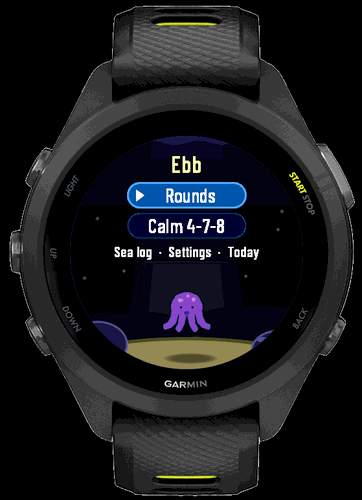 Ebb
Rounds
Calm 4-7-8
Sea log · Settings · Today
LIGHT
START STOP
UP
DOWN
BACK
GARMIN